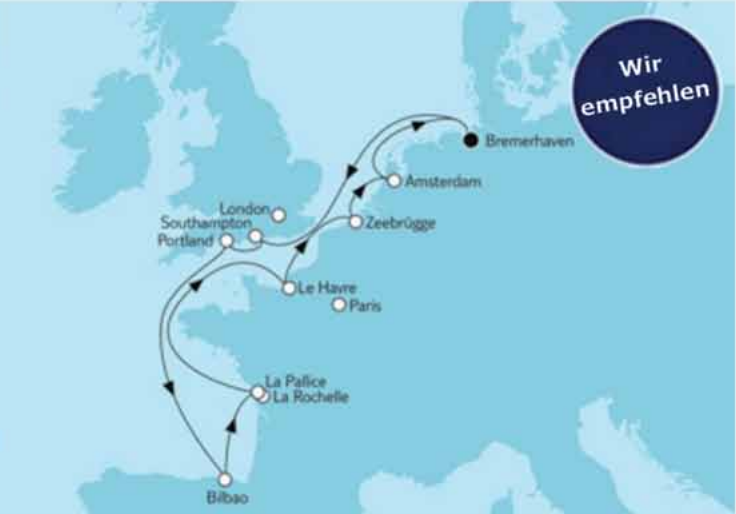 Wir
empfehlen
Bremerhaven
Amsterdam
London
Southampton
Zeebrügge
Portland
Le Havre
Paris
La Pallice
La Rochelle
Bilbao